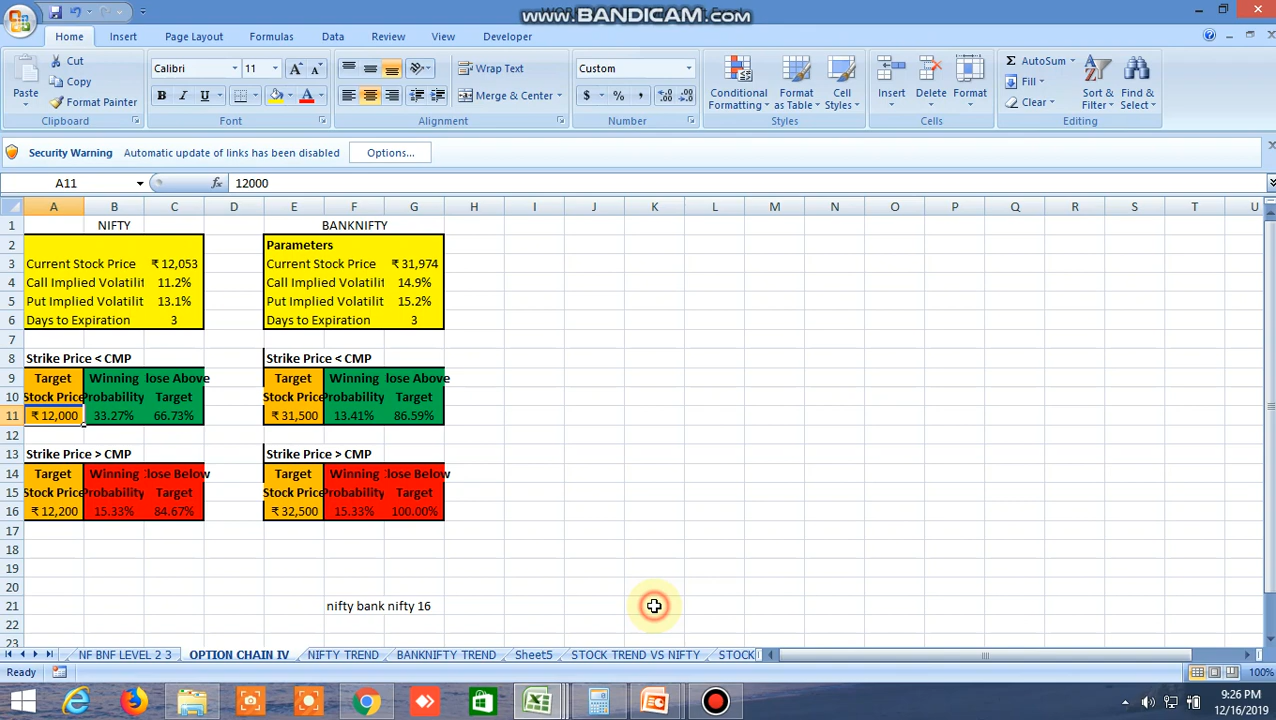 www.BANDICAM.com
Home Insert Page Layout Formulas Data Review View Developer
Paste Cut Copy Format Painter
Calibri 11
Wrap Text
Merge & Center
Custom
$ % ,
Conditional Formatting Format as Table Cell Styles
Insert Delete Format
AutoSum Fill Clear
Sort & Filter Find & Select
Clipboard Font Alignment Number Styles Cells Editing
Security Warning Automatic update of links has been disabled Options...
A11 fx 12000
A B C D E F G H I J K L M N O P Q R S T U
1 NIFTY BANKNIFTY
2 Parameters
3 Current Stock Price ₹ 12,053 Current Stock Price ₹ 31,974
4 Call Implied Volatilit 11.2% Call Implied Volatilit 14.9%
5 Put Implied Volatilit 13.1% Put Implied Volatilit 15.2%
6 Days to Expiration 3 Days to Expiration 3
7
8 Strike Price < CMP Strike Price < CMP
9 Target Winning lose Above Target Winning lose Above
10 Stock Price Probability Target Stock Price Probability Target
11 ₹ 12,000 33.27% 66.73% ₹ 31,500 13.41% 86.59%
12
13 Strike Price > CMP Strike Price > CMP
14 Target Winning lose Below Target Winning lose Below
15 Stock Price Probability Target Stock Price Probability Target
16 ₹ 12,200 15.33% 84.67% ₹ 32,500 15.33% 100.00%
17
18
19
20
21 nifty bank nifty 16
22
23
NF BNF LEVEL 2 3 OPTION CHAIN IV NIFTY TREND BANKNIFTY TREND Sheet5 STOCK TREND VS NIFTY STOCK
Ready 100%
9:26 PM
12/16/2019